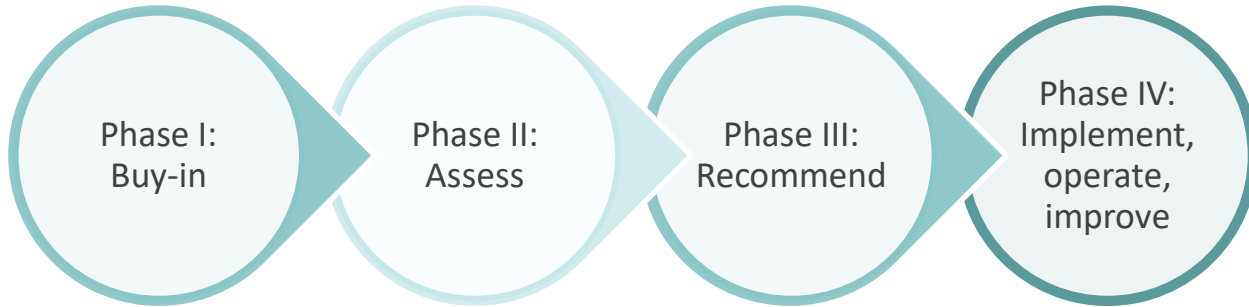 Phase I:
Buy-in
Phase II:
Assess
Phase III:
Recommend
Phase IV:
Implement,
operate,
improve